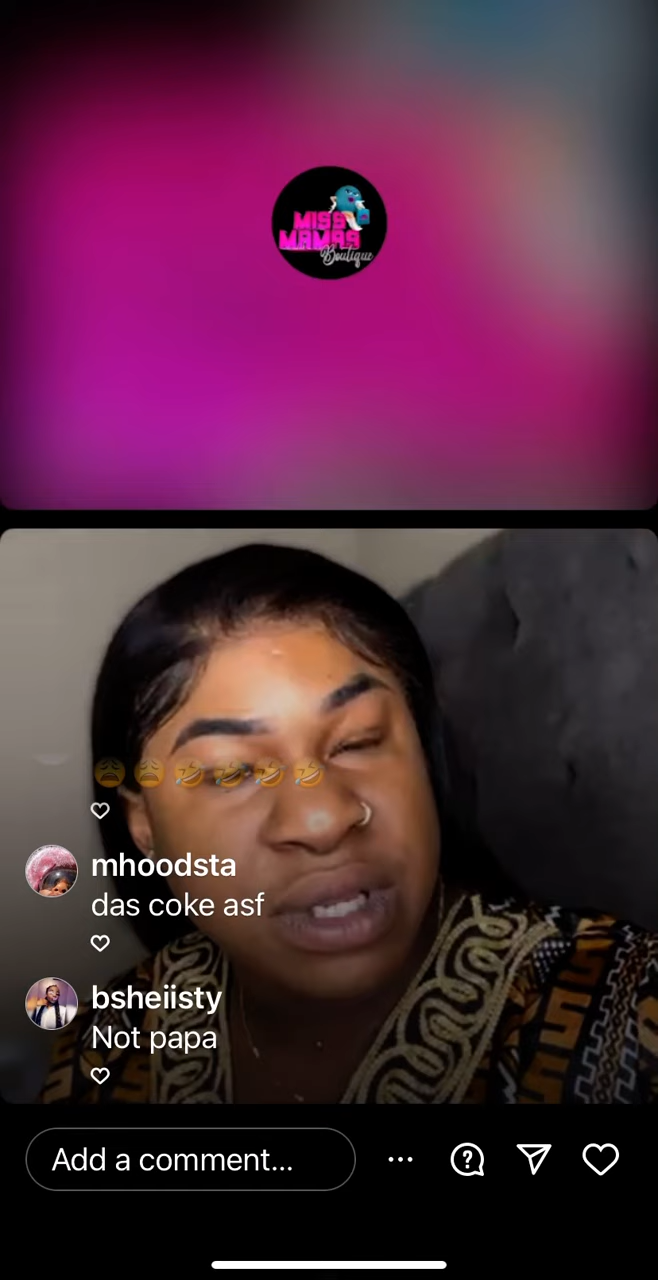 MISS
MAMAS
Boutique
😩😩🤣🤣🤣🤣
mhoodsta
das coke asf
bsheiisty
Not papa
Add a comment...